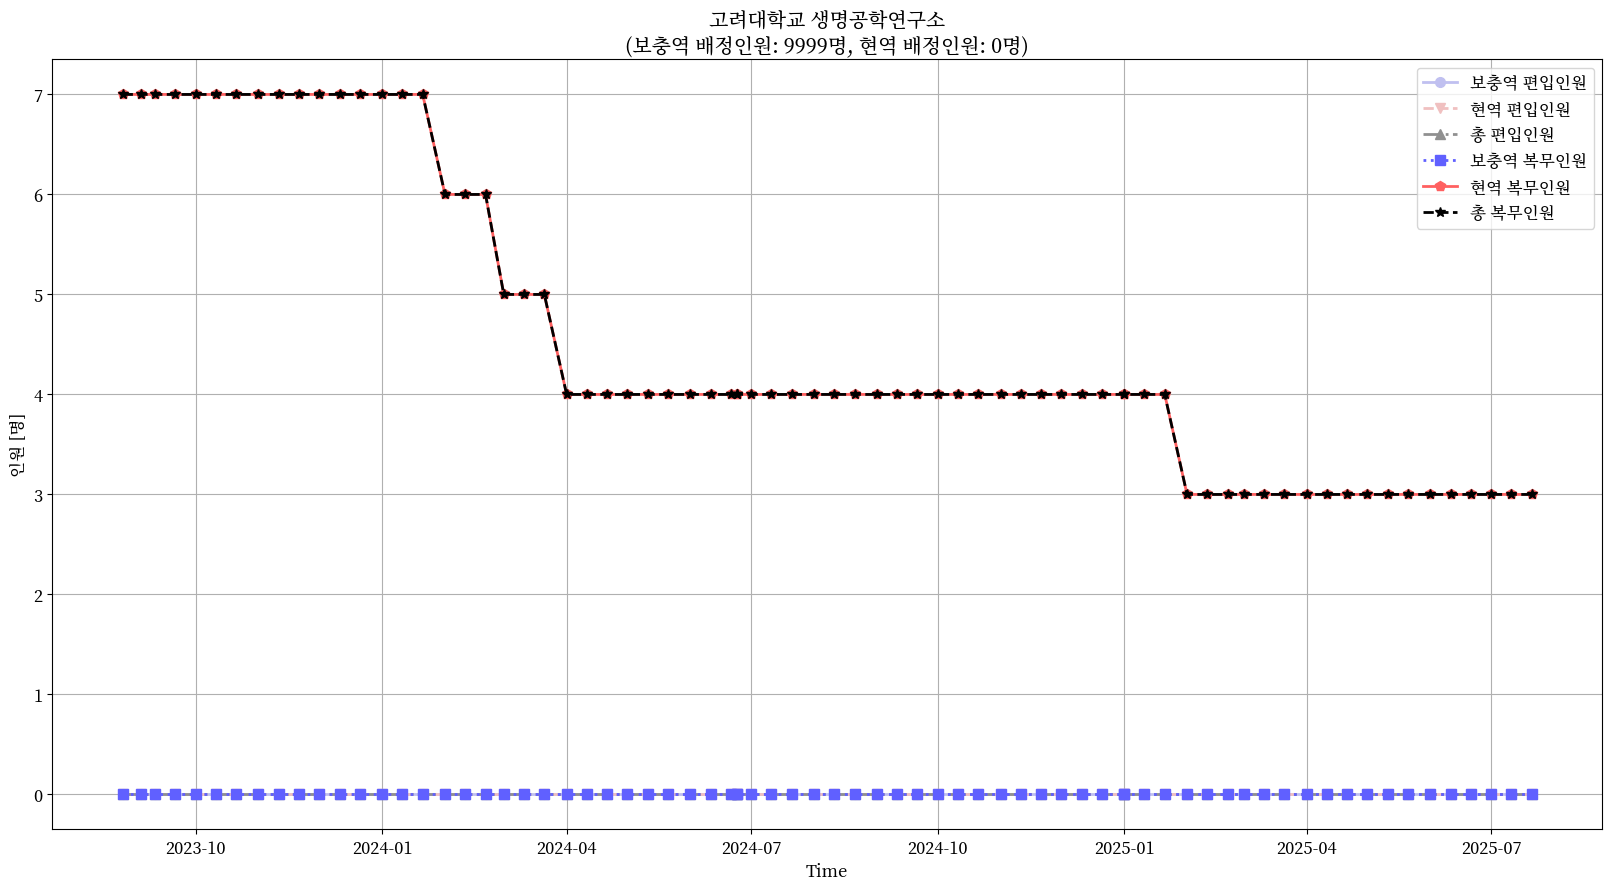 고려대학교 생명공학연구소
(보충역 배정인원: 9999명, 현역 배정인원: 0명)
보충역 편입인원
현역 편입인원
총 편입인원
보충역 복무인원
현역 복무인원
총 복무인원
인원 [명]
7
6
5
4
3
2
1
0
2023-10
2024-01
2024-04
2024-07
2024-10
2025-01
2025-04
2025-07
Time